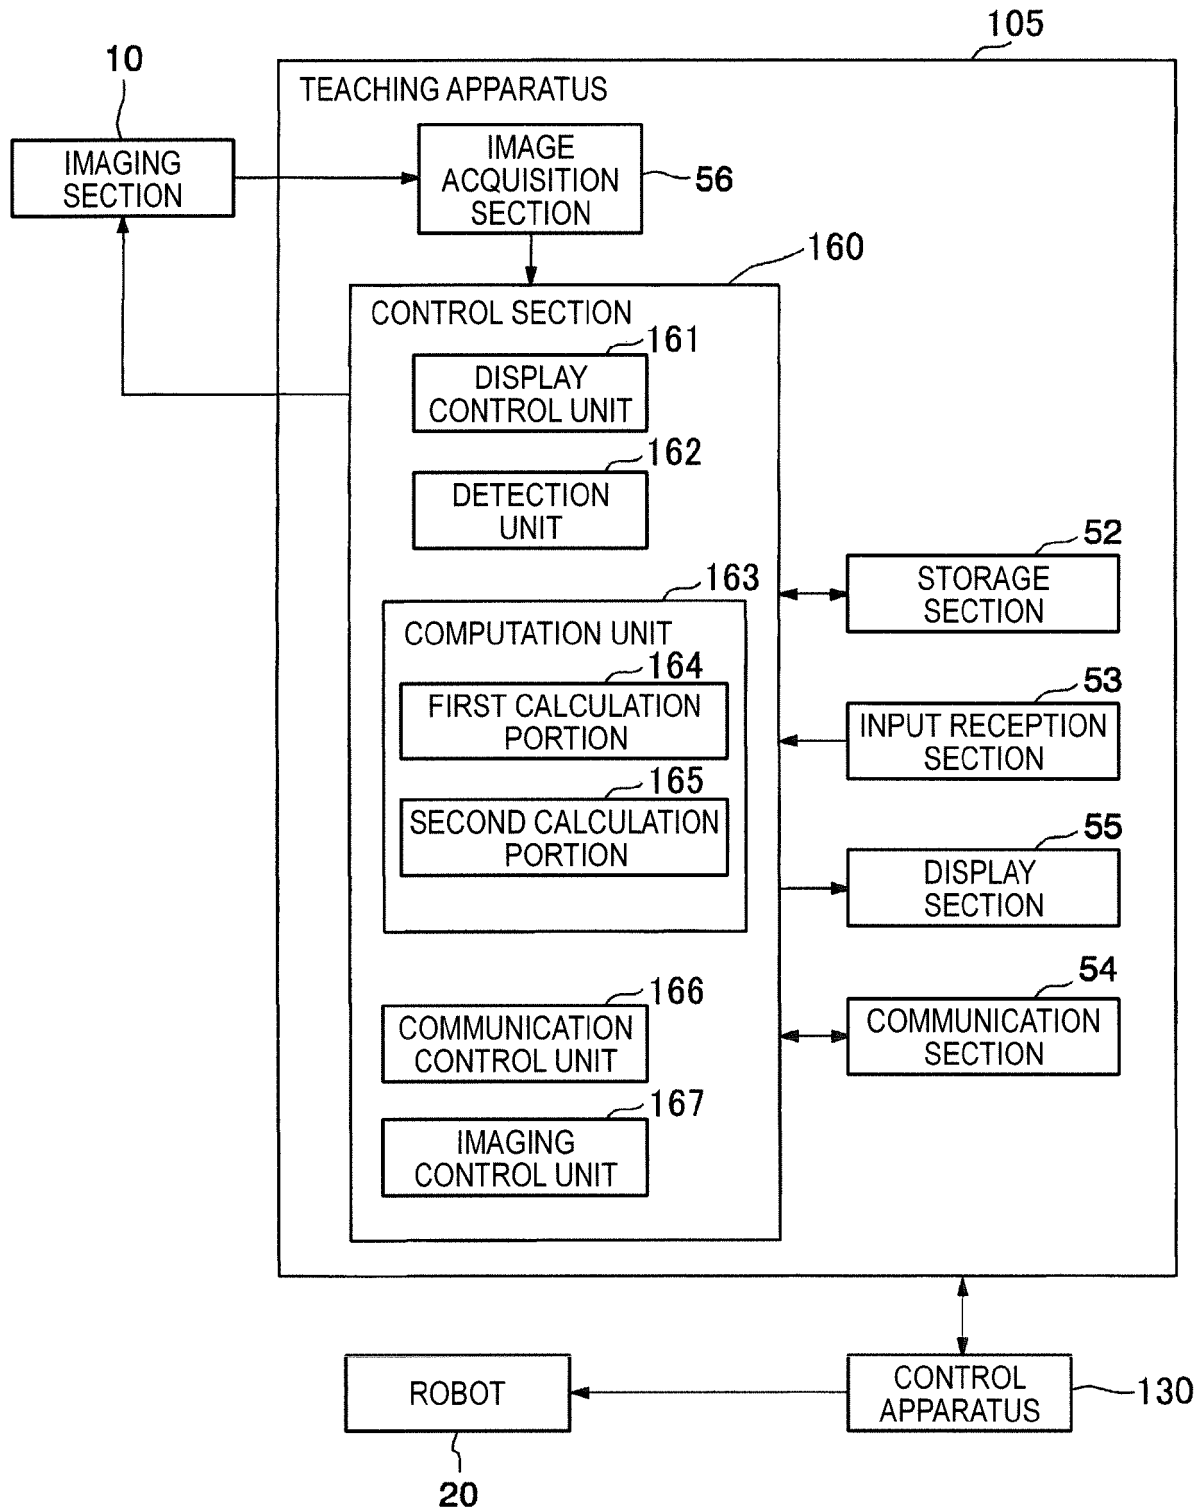 105
10
TEACHING APPARATUS
IMAGING
SECTION
IMAGE
ACQUISITION
SECTION
56
160
CONTROL SECTION
161
DISPLAY
CONTROL UNIT
162
DETECTION
UNIT
52
STORAGE
SECTION
163
COMPUTATION UNIT
164
FIRST CALCULATION
PORTION
53
INPUT RECEPTION
SECTION
165
SECOND CALCULATION
PORTION
55
DISPLAY
SECTION
54
COMMUNICATION
SECTION
166
COMMUNICATION
CONTROL UNIT
167
IMAGING
CONTROL UNIT
ROBOT
20
CONTROL
APPARATUS
130